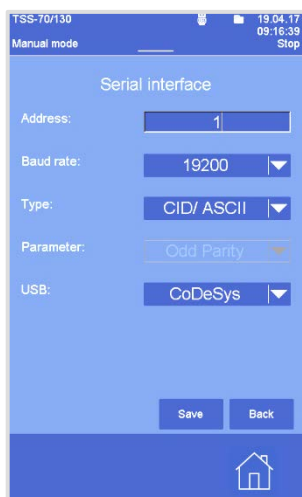 TSS-70/130 19.04.17
09:16:39
Manual mode Stop
Serial interface
Address: 1
Baud rate: 19200
Type: CID/ ASCII
Parameter: Odd Parity
USB: CoDeSys
Save Back